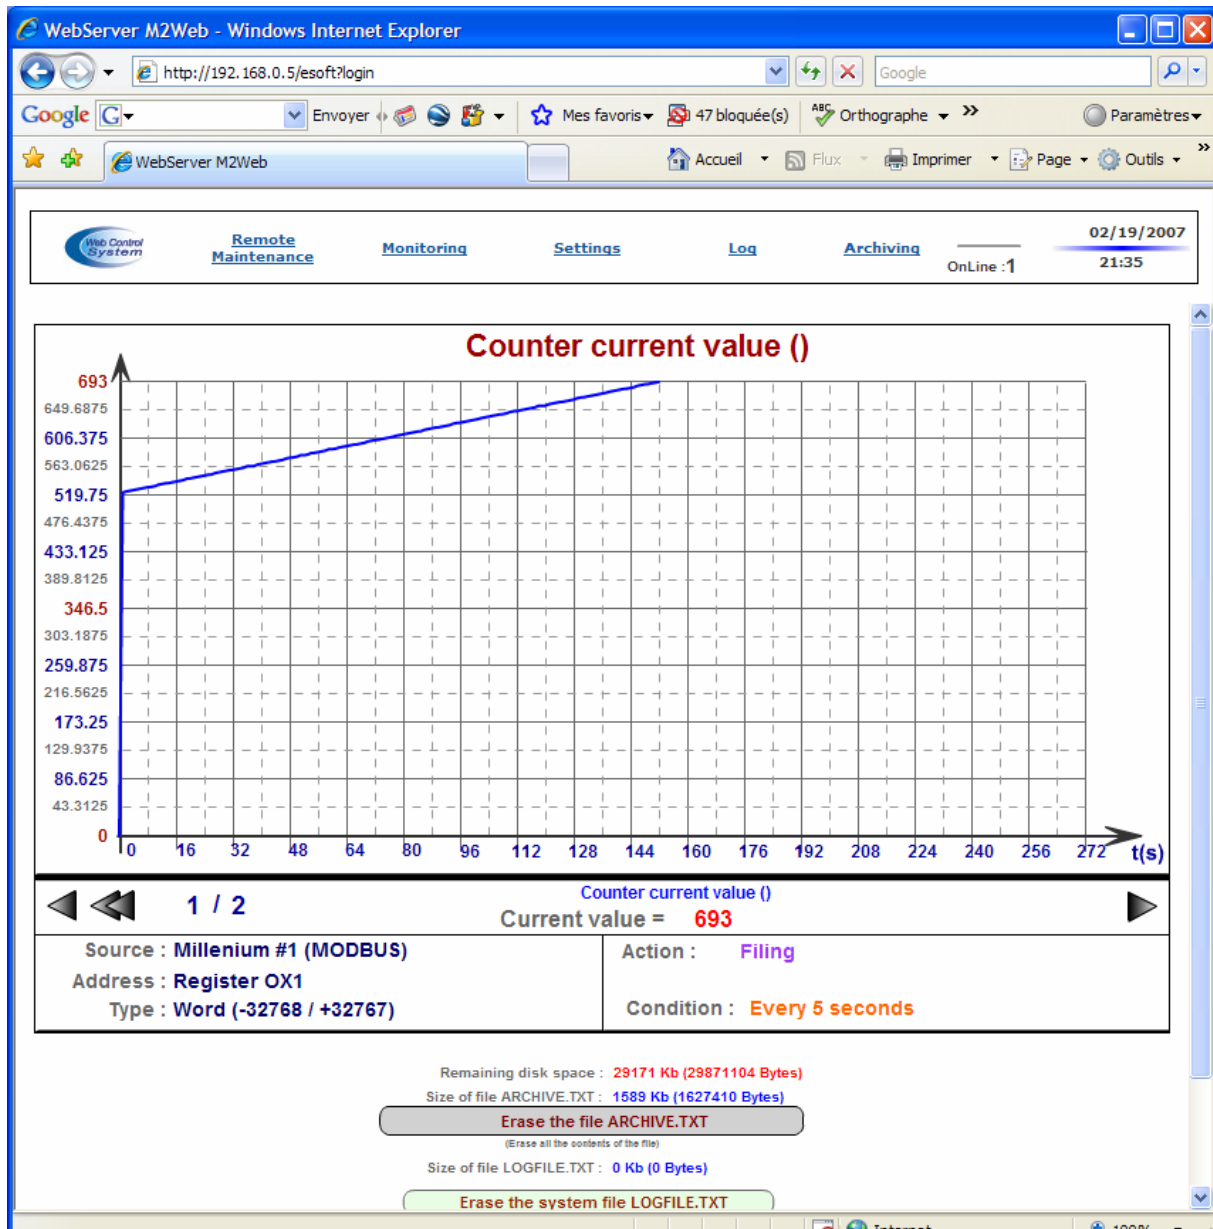 WebServer M2Web - Windows Internet Explorer
http://192.168.0.5/esoft?login
Google
Google G
Envoyer
Mes favoris
47 bloquée(s)
ABC
Orthographe
»
Paramètres
WebServer M2Web
Accueil
Flux
Imprimer
Page
Outils
»
Web Control
System
Remote
Maintenance
Monitoring
Settings
Log
Archiving
OnLine :1
02/19/2007
21:35
Counter current value ()
693
649.6875
606.375
563.0625
519.75
476.4375
433.125
389.8125
346.5
303.1875
259.875
216.5625
173.25
129.9375
86.625
43.3125
0
0 16 32 48 64 80 96 112 128 144 160 176 192 208 224 240 256 272 t(s)
1 / 2
Counter current value ()
Current value = 693
Source : Millenium #1 (MODBUS)
Address : Register OX1
Type : Word (-32768 / +32767)
Action : Filing
Condition : Every 5 seconds
Remaining disk space : 29171 Kb (29871104 Bytes)
Size of file ARCHIVE.TXT : 1589 Kb (1627410 Bytes)
Erase the file ARCHIVE.TXT
(Erase all the contents of the file)
Size of file LOGFILE.TXT : 0 Kb (0 Bytes)
Erase the system file LOGFILE.TXT
Internet
100%